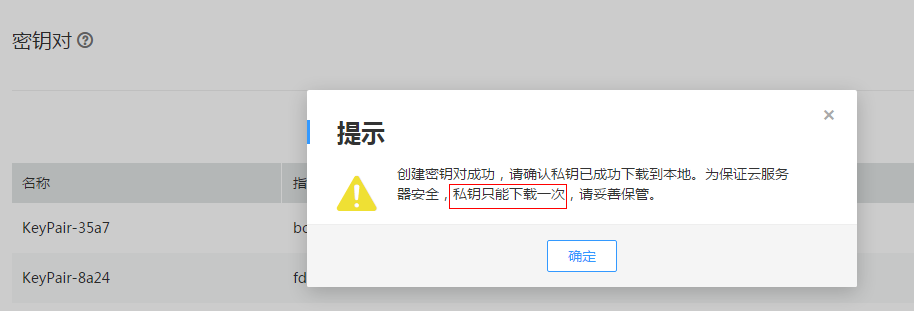 密钥对
提示
创建密钥对成功，请确认私钥已成功下载到本地。为保证云服务
器安全，私钥只能下载一次，请妥善保管。
确定
名称
指
KeyPair-35a7
bc
KeyPair-8a24
fd